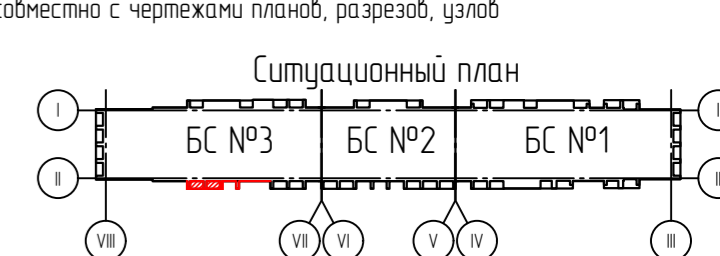 совместно с чертежами планов, разрезов, узлов
Ситуационный план
I БС №3 БС №2 БС №1 I
II II
VIII VII VI V IV III